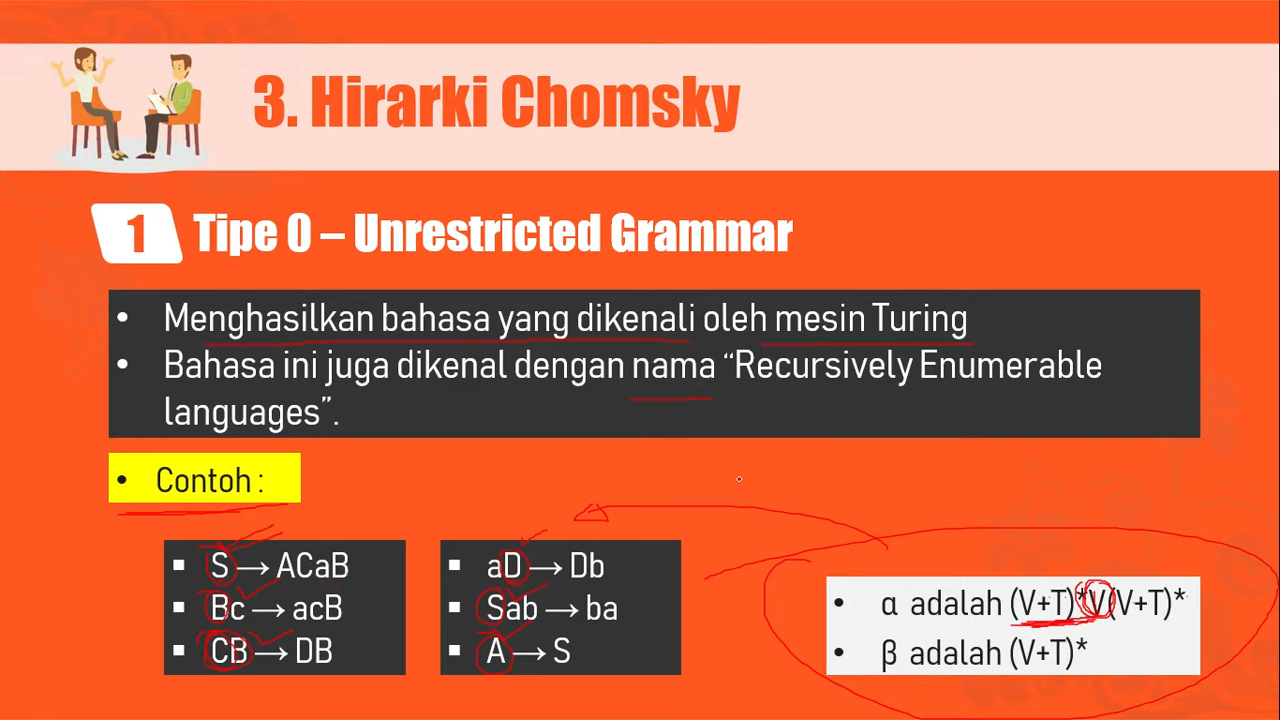 3. Hirarki Chomsky
1 Tipe 0 – Unrestricted Grammar
• Menghasilkan bahasa yang dikenali oleh mesin Turing
• Bahasa ini juga dikenal dengan nama “Recursively Enumerable
languages”.
• Contoh :
▪ S → ACaB
▪ Bc → acB
▪ CB → DB
▪ aD → Db
▪ Sab → ba
▪ A → S
• α adalah (V+T)*V(V+T)*
• β adalah (V+T)*